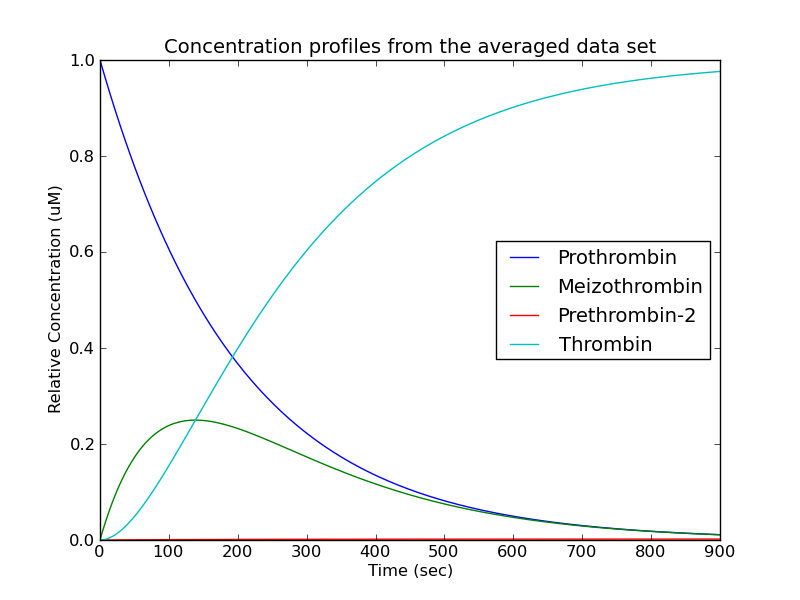 Concentration profiles from the averaged data set
1.0
0.8
0.6
0.4
0.2
0.0
Relative Concentration (uM)
Prothrombin
Meizothrombin
Prethrombin-2
Thrombin
0 100 200 300 400 500 600 700 800 900
Time (sec)